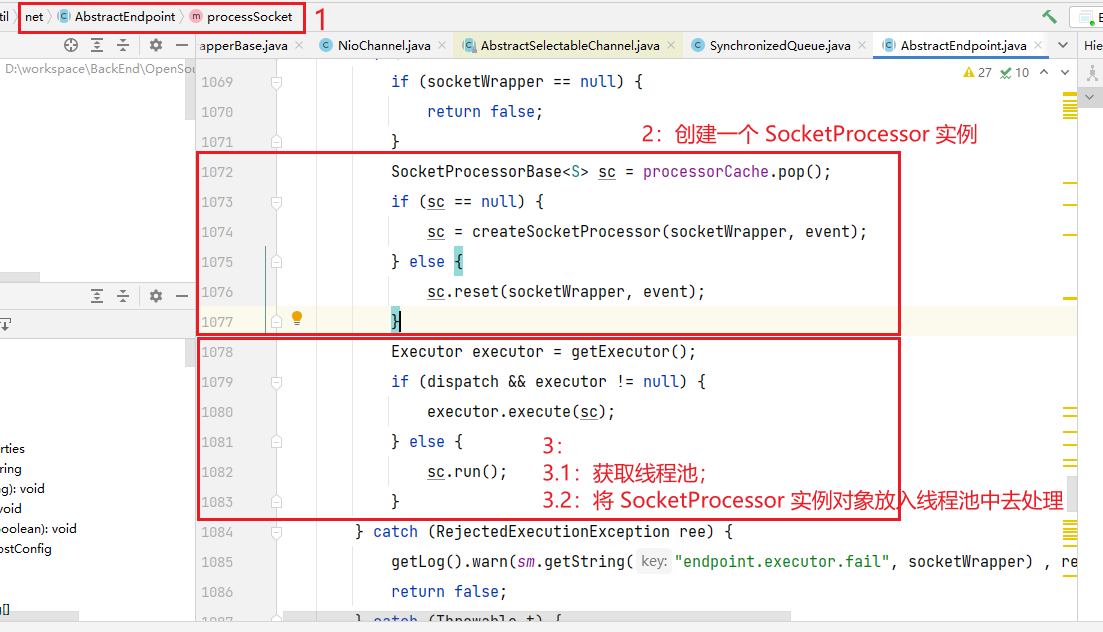 til net AbstractEndpoint processSocket 1
apperBase.java NioChannel.java AbstractSelectableChannel.java SynchronizedQueue.java AbstractEndpoint.java Hie
D:\workspace\BackEnd\OpenSou
27 10
1069 if (socketWrapper == null) {
1070 return false;
1071 }
2：创建一个 SocketProcessor 实例
1072 SocketProcessorBase<S> sc = processorCache.pop();
1073 if (sc == null) {
1074 sc = createSocketProcessor(socketWrapper, event);
1075 } else {
1076 sc.reset(socketWrapper, event);
1077 }
1078 Executor executor = getExecutor();
1079 if (dispatch && executor != null) {
1080 executor.execute(sc);
1081 } else {
3：
1082 sc.run();
3.1：获取线程池；
1083 }
3.2：将 SocketProcessor 实例对象放入线程池中去处理
1084 } catch (RejectedExecutionException ree) {
1085 getLog().warn(sm.getString( key: "endpoint.executor.fail", socketWrapper) , re
1086 return false;
1087 } catch (Throwable t) {
rties
ring
ng): void
void
boolean): void
ostConfig
g[]